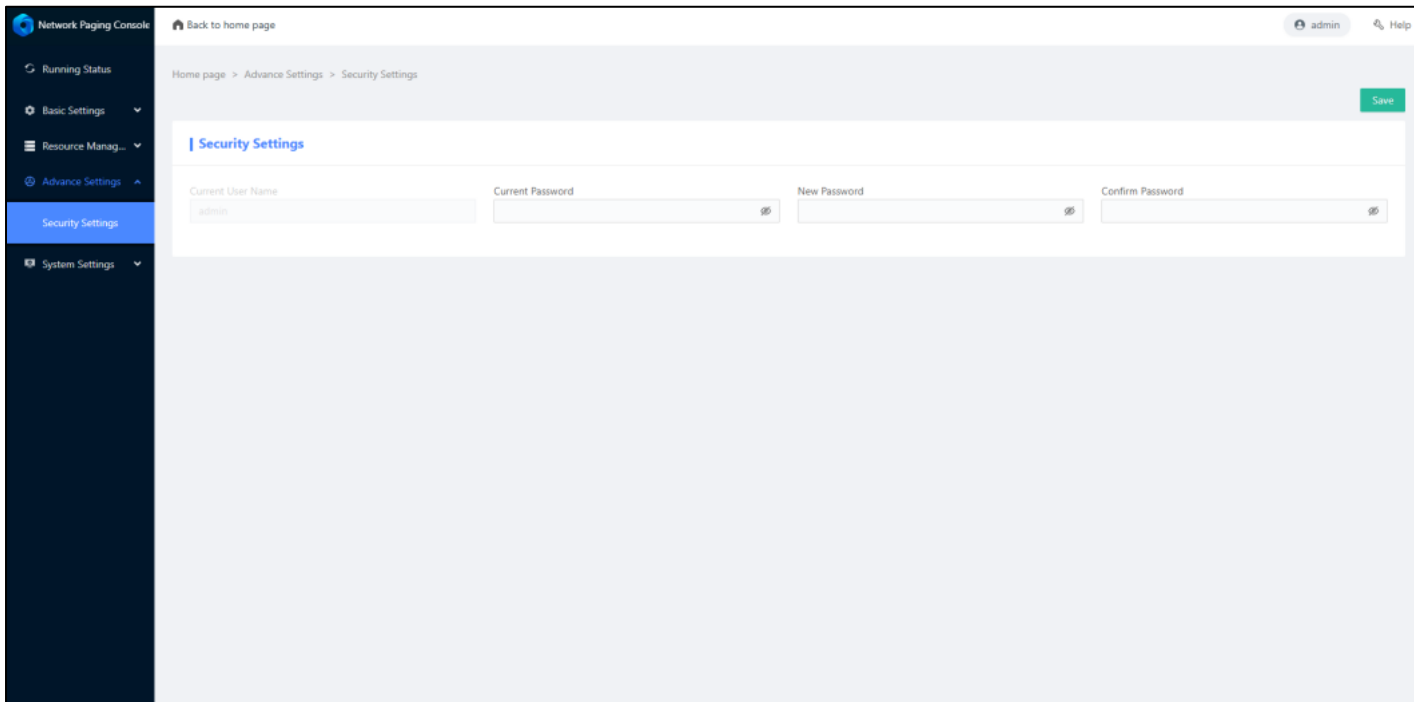 Network Paging Console
Back to home page
admin
Help
Running Status
Basic Settings
Resource Manag...
Advance Settings
Security Settings
System Settings
Home page > Advance Settings > Security Settings
Save
Security Settings
Current User Name
admin
Current Password
New Password
Confirm Password